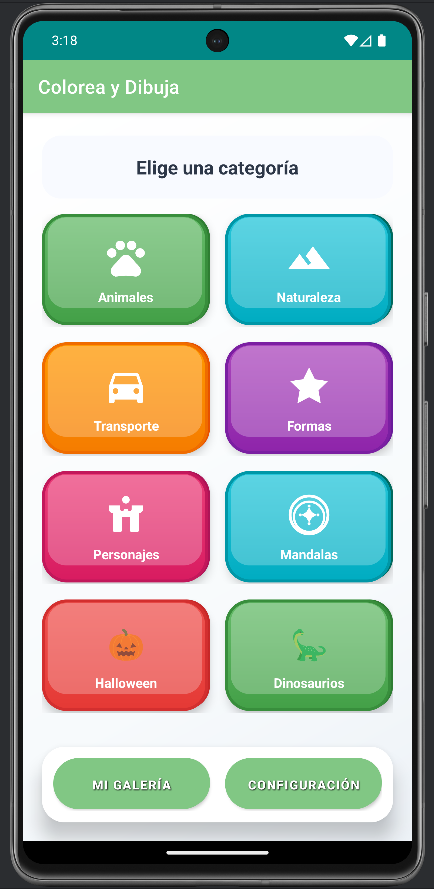 3:18
Colorea y Dibuja
Elige una categoría
Animales
Naturaleza
Transporte
Formas
Personajes
Mandalas
Halloween
Dinosaurios
MI GALERÍA
CONFIGURACIÓN